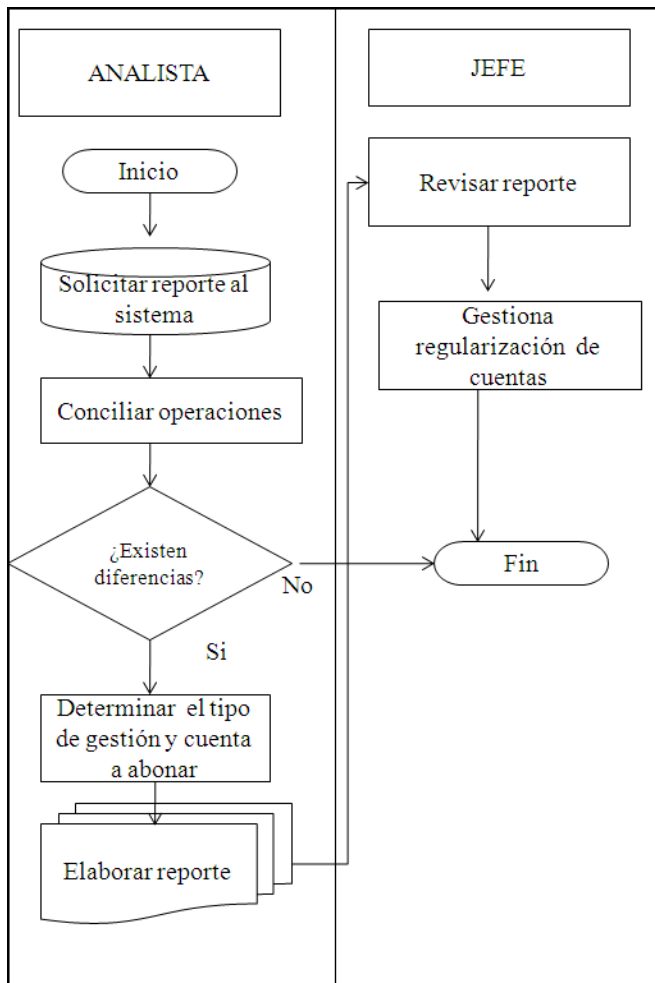 ANALISTA
Inicio
Solicitar reporte al
sistema
Conciliar operaciones
¿Existen
diferencias?
No
Si
Determinar el tipo
de gestión y cuenta
a abonar
Elaborar reporte
JEFE
Revisar reporte
Gestiona
regularización de
cuentas
Fin